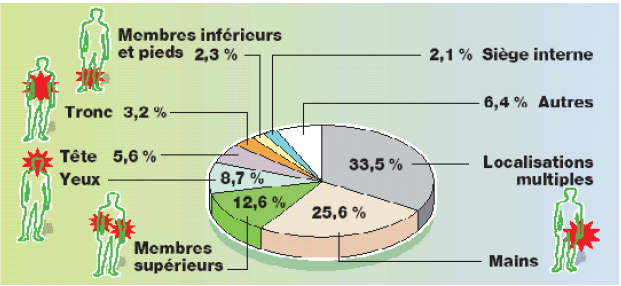 Membres inférieurs
et pieds 2,3 %
2,1 % Siège interne
6,4 % Autres
Tronc 3,2 %
Tête 5,6 %
Yeux
8,7 %
33,5 %
Localisations
multiples
12,6 %
25,6 %
Membres
supérieurs
Mains